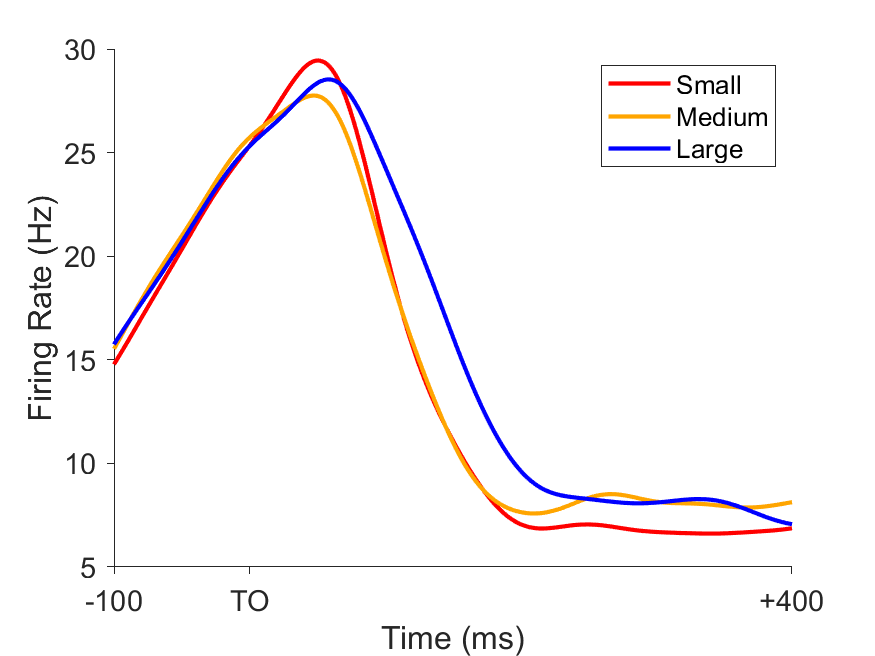 30
25
20
15
10
5
Firing Rate (Hz)
Small
Medium
Large
-100
TO
+400
Time (ms)